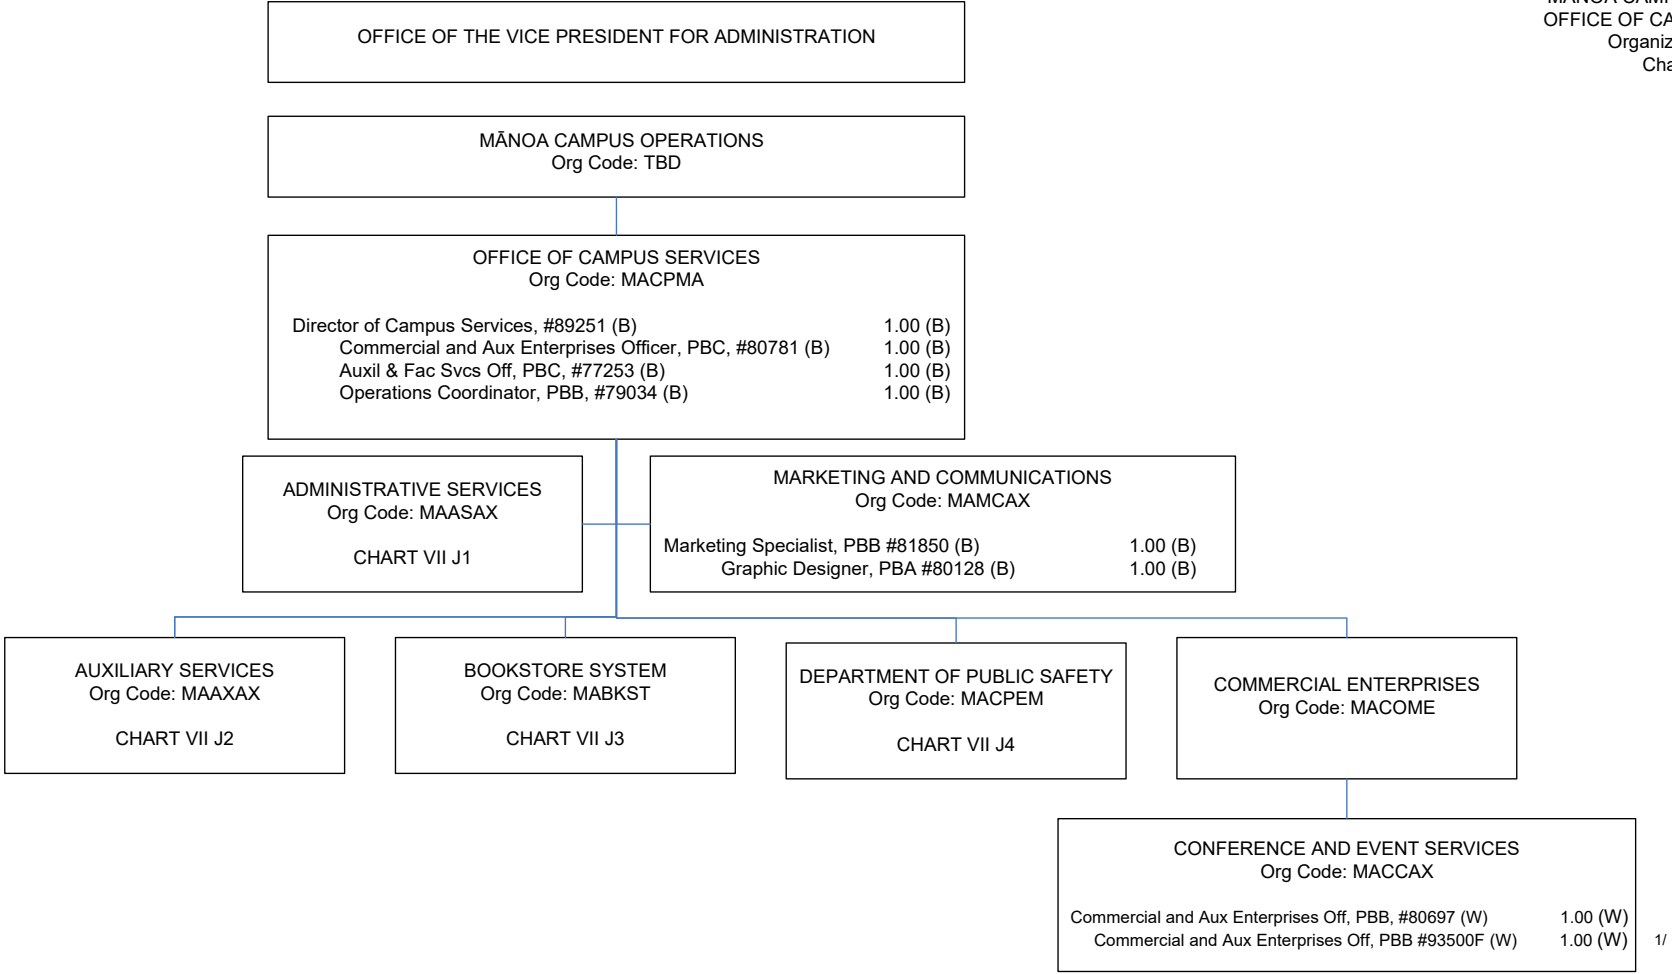 OFFICE OF THE VICE PRESIDENT FOR ADMINISTRATION
OFFICE OF
Org Code: TBD
MĀNOA CAMPUS OPERATIONS
Org Code: TBD
OFFICE OF CAMPUS SERVICES
Org Code: MACPMA
Director of Campus Services, #89251 (B) 1.00 (B)
Commercial and Aux Enterprises Officer, PBC, #80781 (B) 1.00 (B)
Auxil & Fac Svcs Off, PBC, #77253 (B) 1.00 (B)
Operations Coordinator, PBB, #79034 (B) 1.00 (B)
ADMINISTRATIVE SERVICES
Org Code: MAASAX
CHART VII J1
MARKETING AND COMMUNICATIONS
Org Code: MAMCAX
Marketing Specialist, PBB #81850 (B) 1.00 (B)
Graphic Designer, PBA #80128 (B) 1.00 (B)
AUXILIARY SERVICES
Org Code: MAAXAX
CHART VII J2
BOOKSTORE SYSTEM
Org Code: MABKST
CHART VII J3
DEPARTMENT OF PUBLIC SAFETY
Org Code: MACPEM
CHART VII J4
COMMERCIAL ENTERPRISES
Org Code: MACOME
CONFERENCE AND EVENT SERVICES
Org Code: MACCAX
Commercial and Aux Enterprises Off, PBB, #80697 (W) 1.00 (W)
Commercial and Aux Enterprises Off, PBB #93500F (W) 1.00 (W) 1/